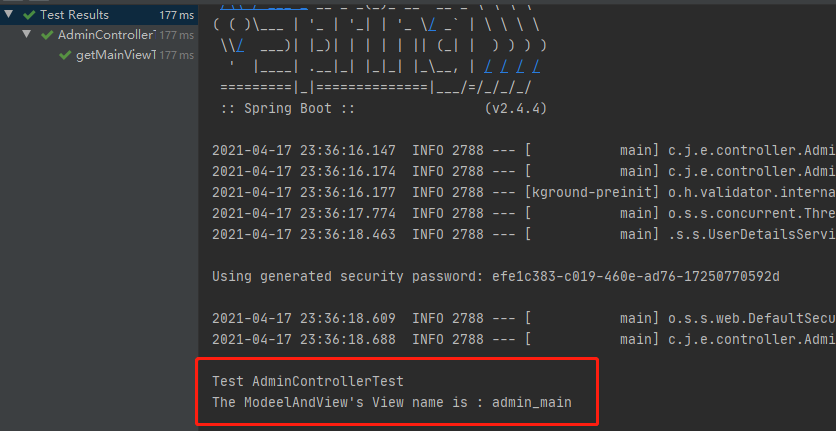 Test Results 177 ms
AdminController 177 ms
getMainViewT 177 ms
( ( )\___ | '_ | '_| | '_ \/ _` | \ \ \ \
\\/  ___)| |_)| | | | | || (_| |  ) ) ) )
'  |____| .__|_| |_|_| |_\__, | / / / /
=========|_|==============|___/=/_/_/_/
:: Spring Boot :: (v2.4.4)
2021-04-17 23:36:16.147  INFO 2788 --- [ main] c.j.e.controller.Admi
2021-04-17 23:36:16.174  INFO 2788 --- [ main] c.j.e.controller.Admi
2021-04-17 23:36:16.177  INFO 2788 --- [kground-preinit] o.h.validator.interna
2021-04-17 23:36:17.774  INFO 2788 --- [ main] o.s.s.concurrent.Thre
2021-04-17 23:36:18.463  INFO 2788 --- [ main] .s.s.UserDetailsServi
Using generated security password: efe1c383-c019-460e-ad76-17250770592d
2021-04-17 23:36:18.609  INFO 2788 --- [ main] o.s.s.web.DefaultSecu
2021-04-17 23:36:18.688  INFO 2788 --- [ main] c.j.e.controller.Admi
Test AdminControllerTest
The ModeelAndView's View name is : admin_main